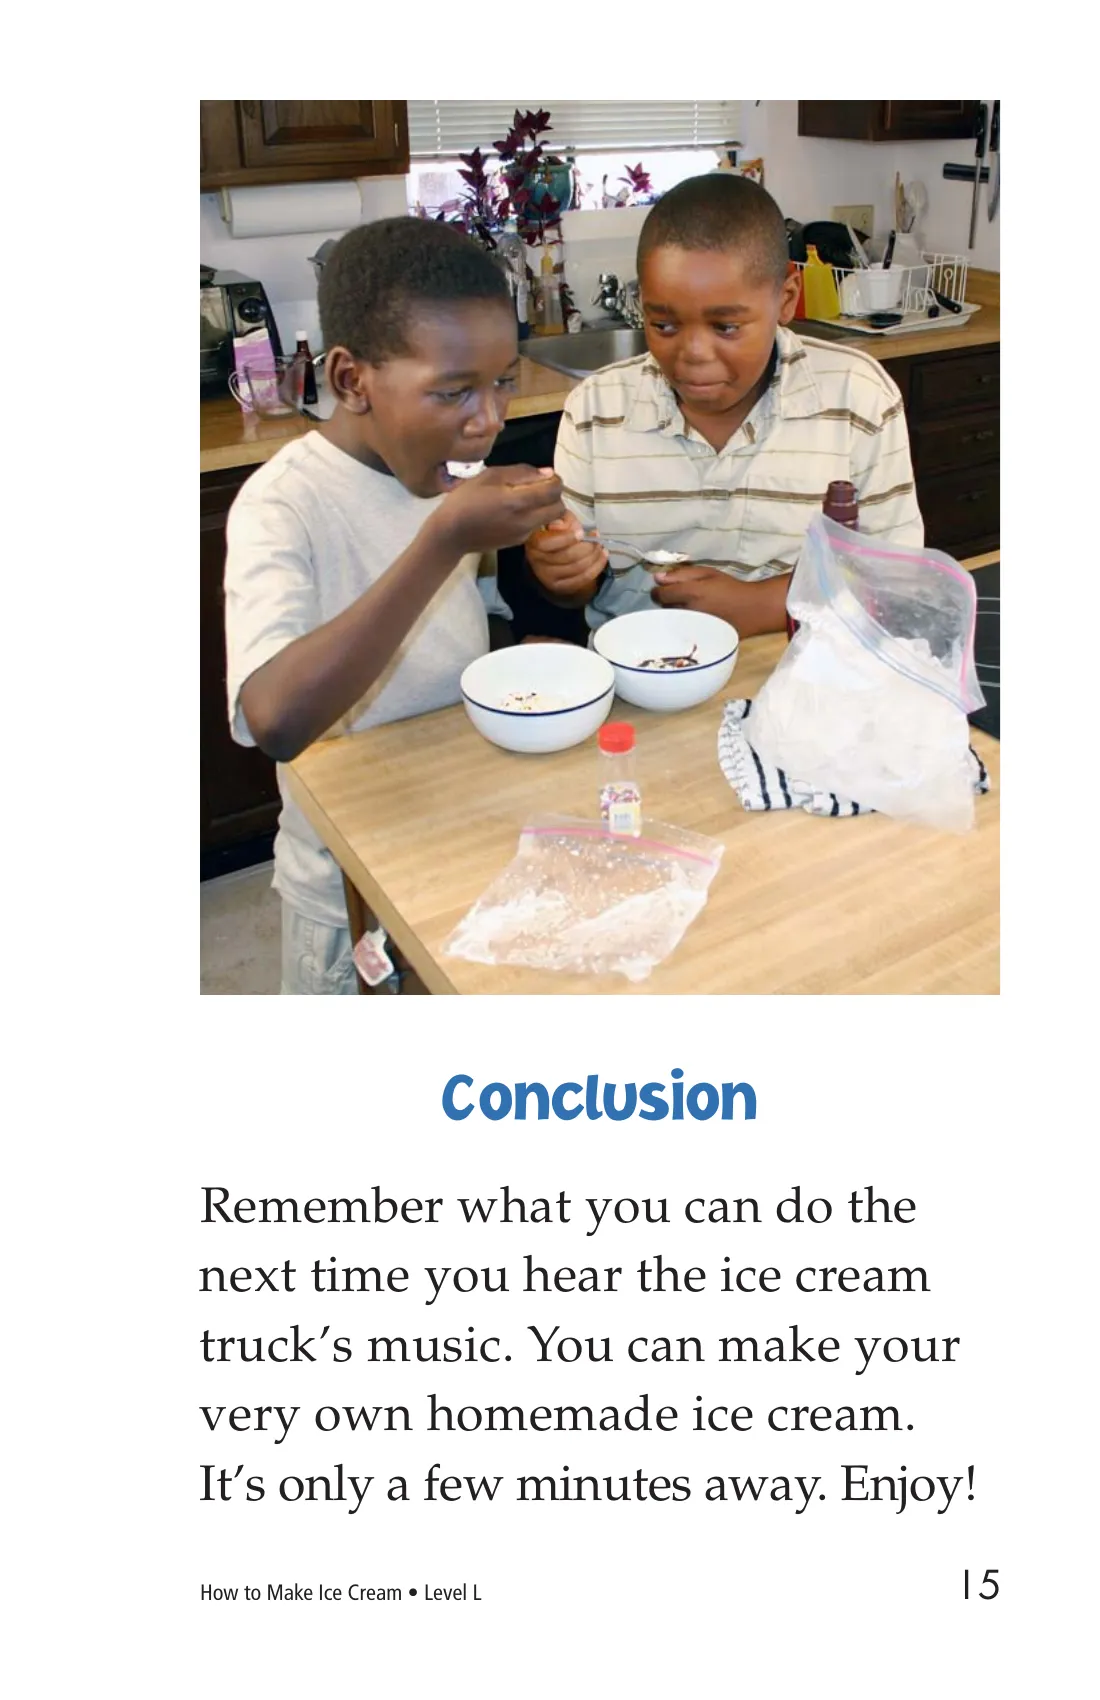 Conclusion
Remember what you can do the
next time you hear the ice cream
truck’s music. You can make your
very own homemade ice cream.
It’s only a few minutes away. Enjoy!
How to Make Ice Cream • Level L
15